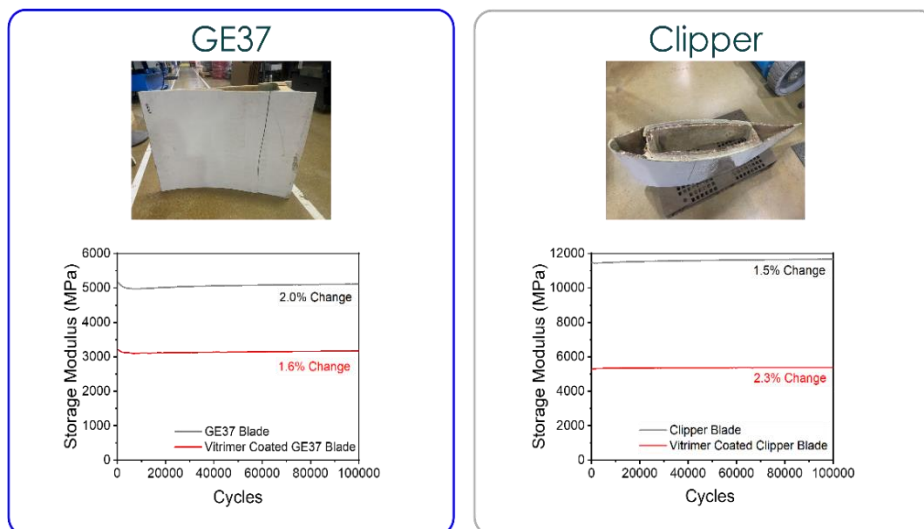 GE37
Clipper
6000
5000
4000
3000
2000
1000
0
Storage Modulus (MPa)
2.0% Change
1.6% Change
GE37 Blade
Vitrimer Coated GE37 Blade
0 20000 40000 60000 80000 100000
Cycles
12000
10000
8000
6000
4000
2000
0
Storage Modulus (MPa)
1.5% Change
2.3% Change
Clipper Blade
Vitrimer Coated Clipper Blade
0 20000 40000 60000 80000 100000
Cycles